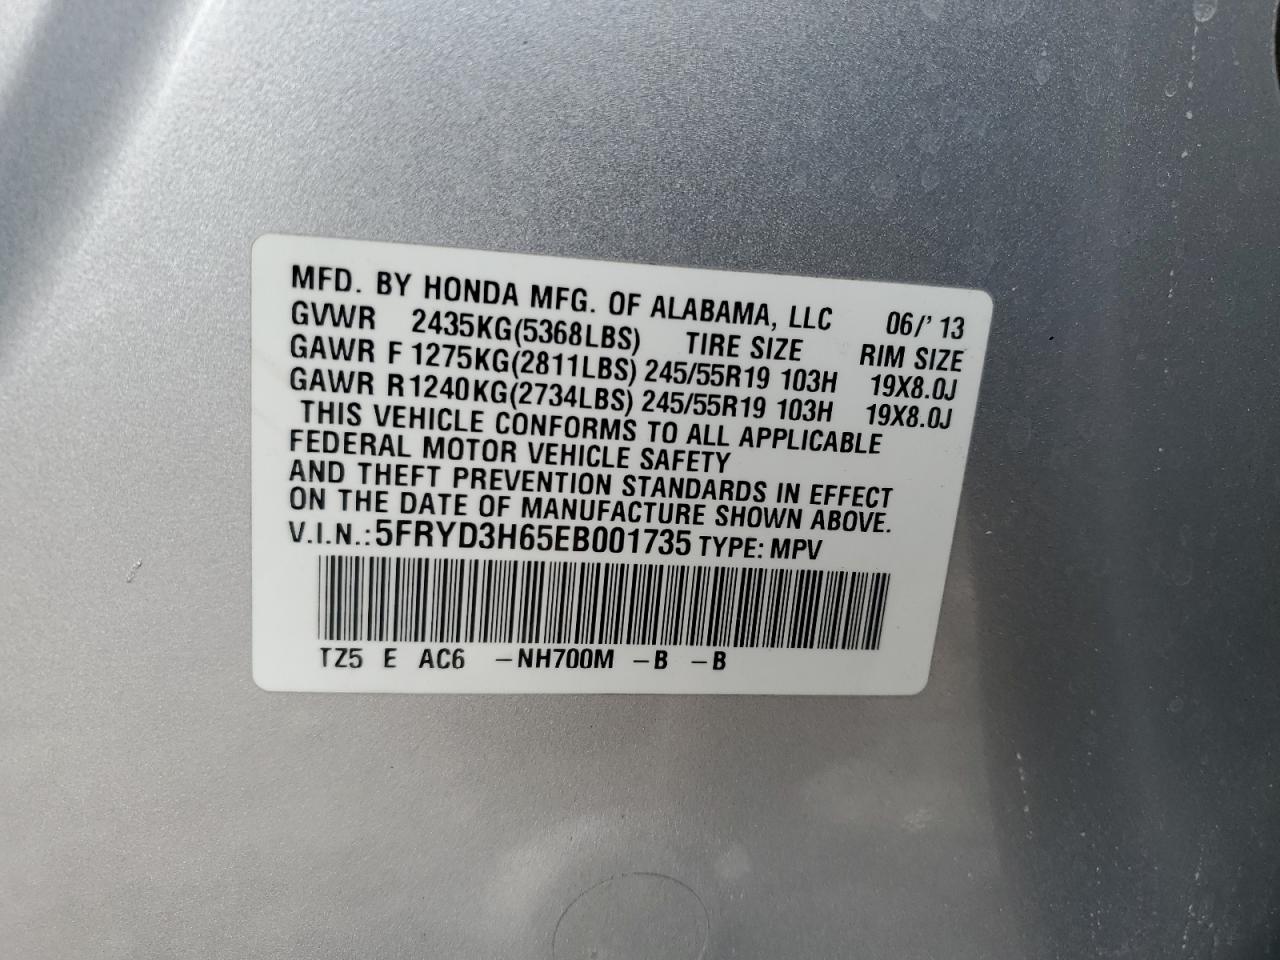 MFD. BY HONDA MFG. OF ALABAMA, LLC 06/' 13
GVWR 2435KG(5368LBS) TIRE SIZE RIM SIZE
GAWR F 1275KG(2811LBS) 245/55R19 103H 19X8.0J
GAWR R1240KG(2734LBS) 245/55R19 103H 19X8.0J
THIS VEHICLE CONFORMS TO ALL APPLICABLE
FEDERAL MOTOR VEHICLE SAFETY
AND THEFT PREVENTION STANDARDS IN EFFECT
ON THE DATE OF MANUFACTURE SHOWN ABOVE.
V.I.N.:5FRYD3H65EB001735 TYPE: MPV
TZ5 E AC6 -NH700M -B -B